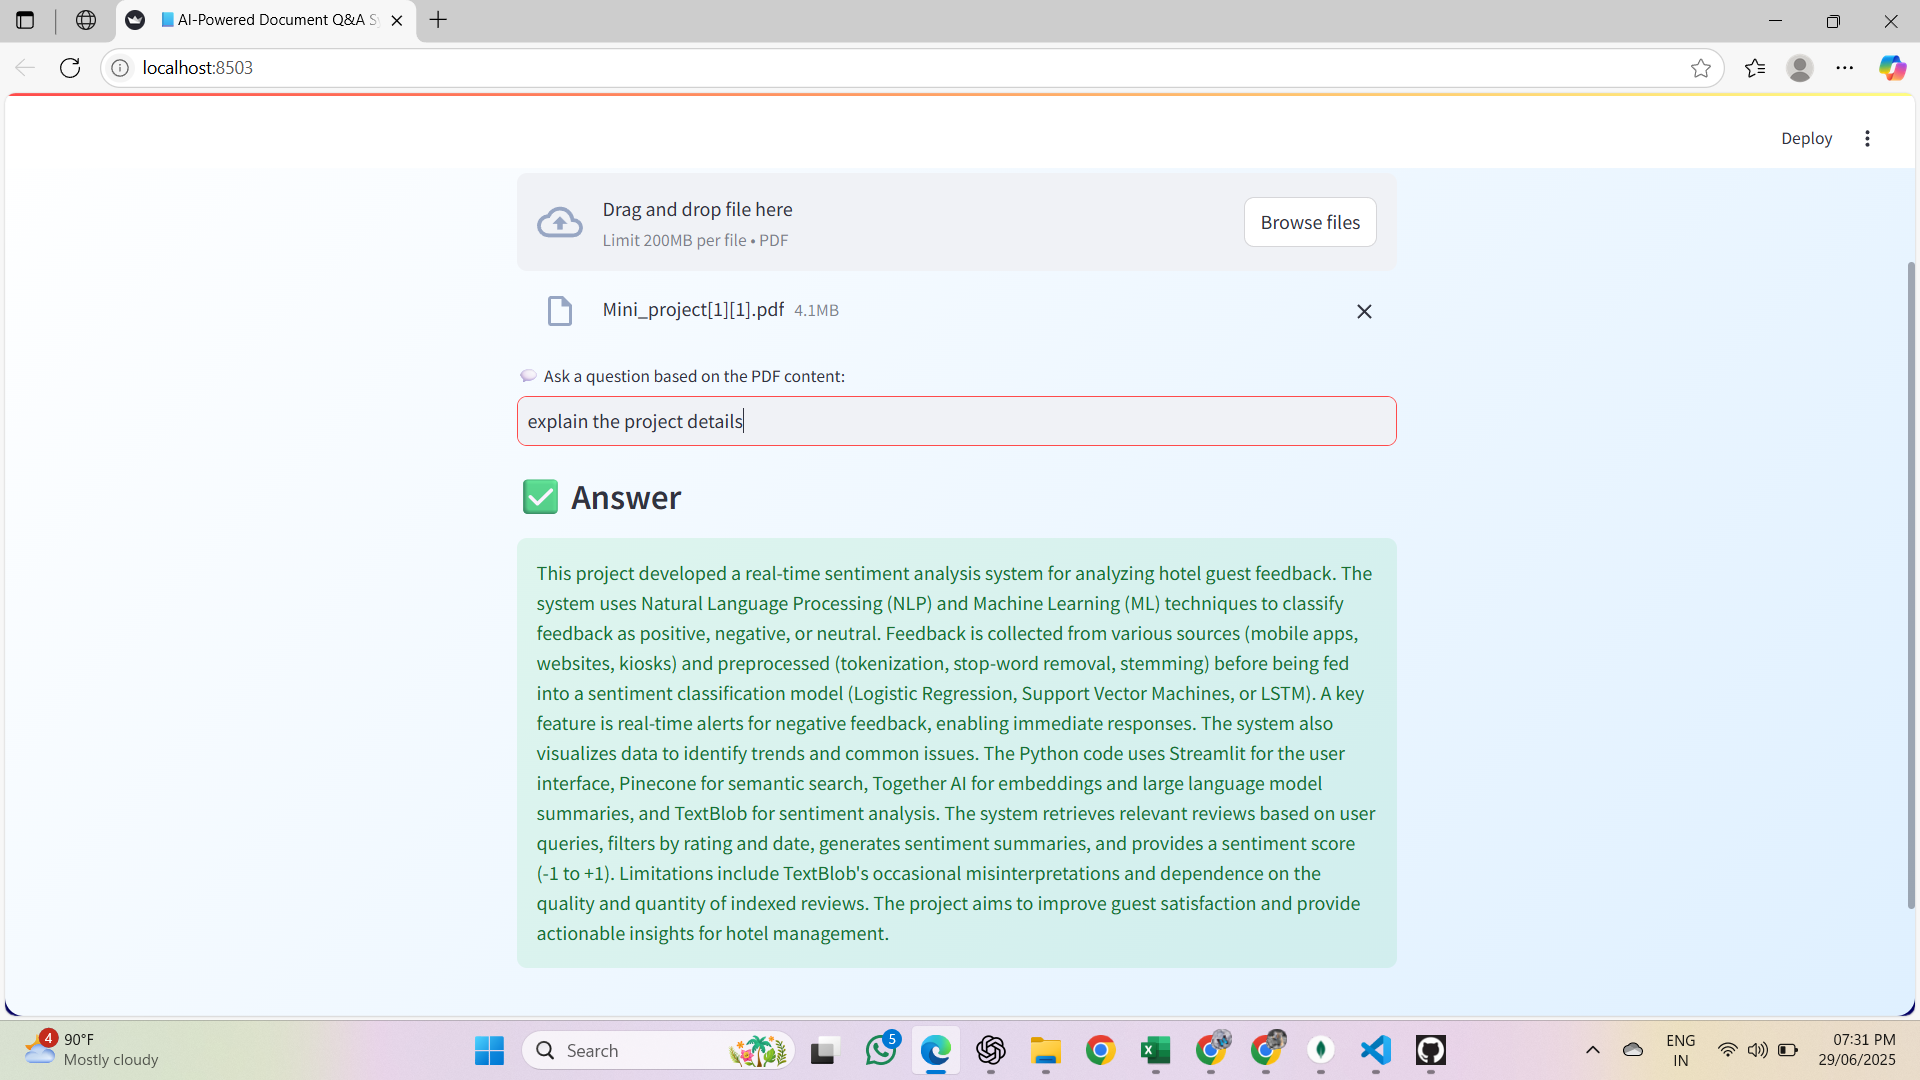 AI-Powered Document Q&A S
localhost:8503
Deploy
Drag and drop file here
Limit 200MB per file • PDF
Browse files
Mini_project[1][1].pdf 4.1MB
Ask a question based on the PDF content:
explain the project details
Answer
This project developed a real-time sentiment analysis system for analyzing hotel guest feedback. The
system uses Natural Language Processing (NLP) and Machine Learning (ML) techniques to classify
feedback as positive, negative, or neutral. Feedback is collected from various sources (mobile apps,
websites, kiosks) and preprocessed (tokenization, stop-word removal, stemming) before being fed
into a sentiment classification model (Logistic Regression, Support Vector Machines, or LSTM). A key
feature is real-time alerts for negative feedback, enabling immediate responses. The system also
visualizes data to identify trends and common issues. The Python code uses Streamlit for the user
interface, Pinecone for semantic search, Together AI for embeddings and large language model
summaries, and TextBlob for sentiment analysis. The system retrieves relevant reviews based on user
queries, filters by rating and date, generates sentiment summaries, and provides a sentiment score
(-1 to +1). Limitations include TextBlob's occasional misinterpretations and dependence on the
quality and quantity of indexed reviews. The project aims to improve guest satisfaction and provide
actionable insights for hotel management.
4
90°F
Mostly cloudy
Search
5
ENG
IN
07:31 PM
29/06/2025